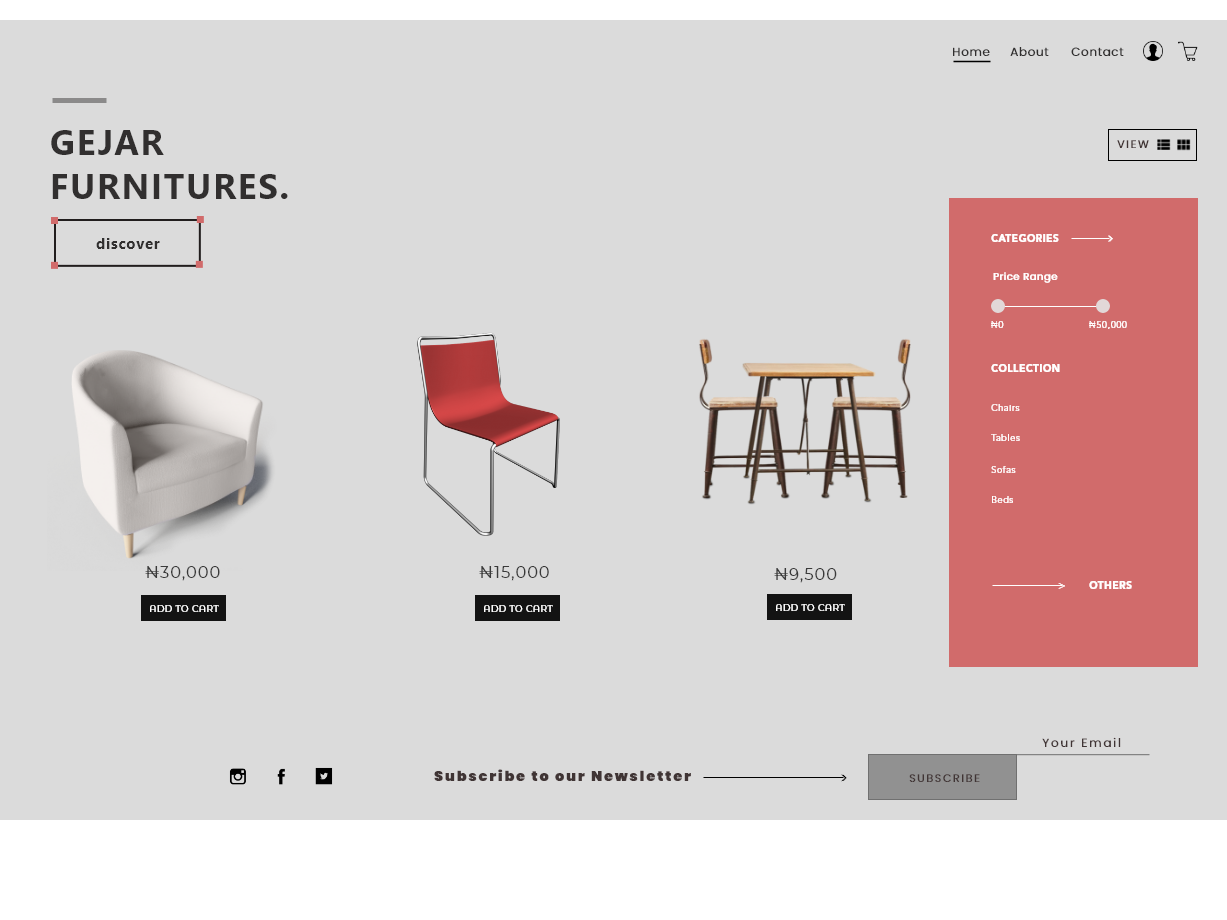 Home About Contact
GEJAR
FURNITURES.
VIEW
discover
CATEGORIES
Price Range
₦0 ₦50,000
COLLECTION
Chairs
Tables
Sofas
Beds
OTHERS
₦30,000 ₦15,000 ₦9,500
ADD TO CART ADD TO CART ADD TO CART
Your Email
Subscribe to our Newsletter SUBSCRIBE